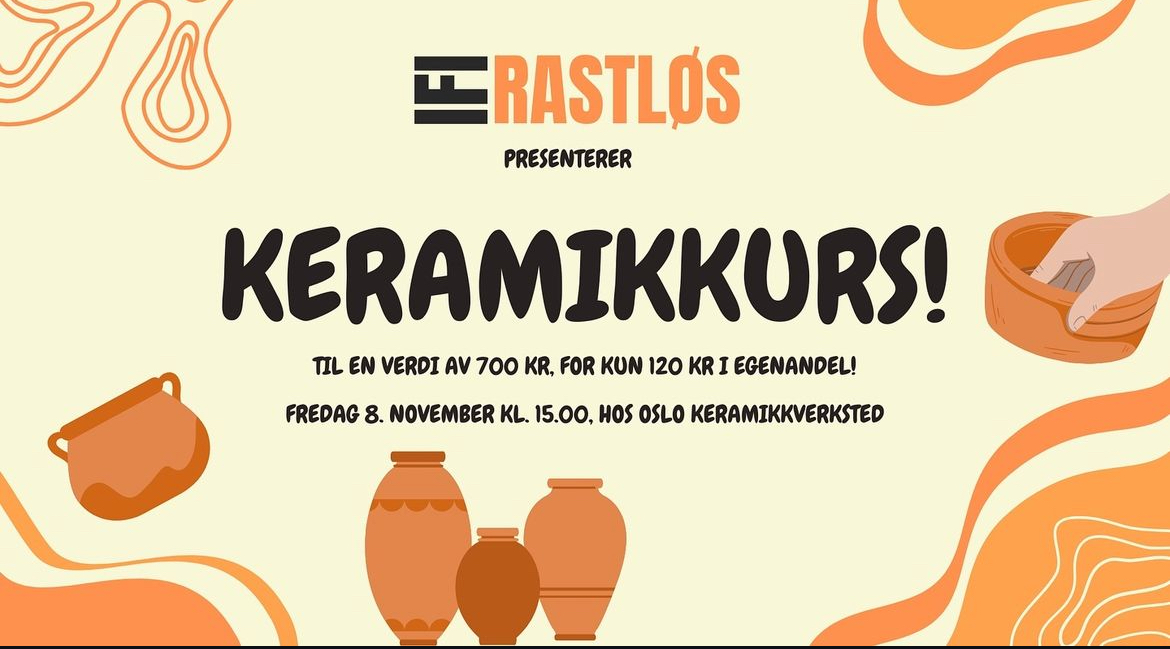 IFI RASTLØS
PRESENTERER
KERAMIKKURS!
TIL EN VERDI AV 700 KR, FOR KUN 120 KR I EGENANDEL!
FREDAG 8. NOVEMBER KL. 15.00, HOS OSLO KERAMIKKVERKSTED